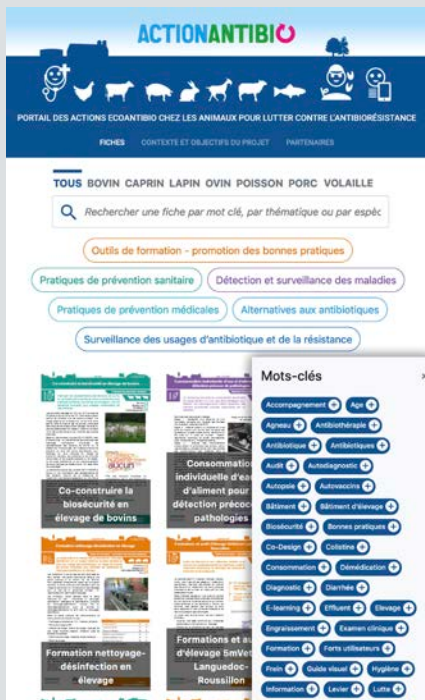 ACTIONANTIBIO
PORTAIL DES ACTIONS ECOANTIBIO CHEZ LES ANIMAUX POUR LUTTER CONTRE L'ANTIBIORÉSISTANCE
FICHES CONTEXTE ET OBJECTIFS DU PROJET PARTENAIRES
TOUS BOVIN CAPRIN LAPIN OVIN POISSON PORC VOLAILLE
Rechercher une fiche par mot clé, par thématique ou par espèc
Outils de formation - promotion des bonnes pratiques
Pratiques de prévention sanitaire Détection et surveillance des maladies
Pratiques de prévention médicales Alternatives aux antibiotiques
Surveillance des usages d'antibiotique et de la résistance
Co-construire la
biosécurité en
élevage de bovins
Consommation
individuelle d'eau
d'aliment pour
détection précoce
pathologies
Formation nettoyage-
désinfection en
élevage
Formations et au
d'élevage 5mVet
Languedoc-
Roussillon
Mots-clés
Accompagnement Age
Agneau Antibiothérapie
Antibiotique Antibiotiques
Audit Autodiagnostic
Autopsie Autovaccins
Bâtiment Bâtiment d'élevage
Biosécurité Bonnes pratiques
Co-Design Colistine
Consommation Démédication
Diagnostic Diarrhée
E-learning Effluent Elevage
Engraissement Examen clinique
Formation Forts utilisateurs
Frein Guide visuel Hygiène
Information Levier Lutte